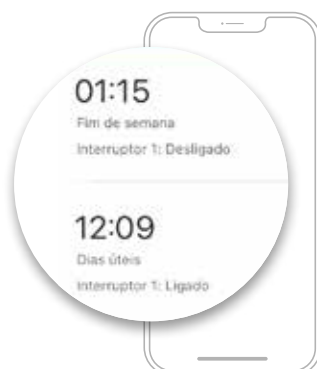 01:15
Fim de semana
Interruptor 1: Desligado
12:09
Dias úteis
Interruptor 1: Ligado